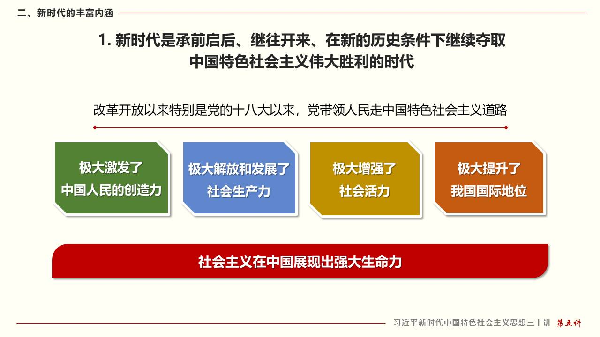 二、新时代的丰富内涵
1. 新时代是承前启后、继往开来、在新的历史条件下继续夺取
中国特色社会主义伟大胜利的时代
改革开放以来特别是党的十八大以来，党带领人民走中国特色社会主义道路
极大激发了
中国人民的创造力
极大解放和发展了
社会生产力
极大增强了
社会活力
极大提升了
我国国际地位
社会主义在中国展现出强大生命力
习近平新时代中国特色社会主义思想三十讲 第五讲